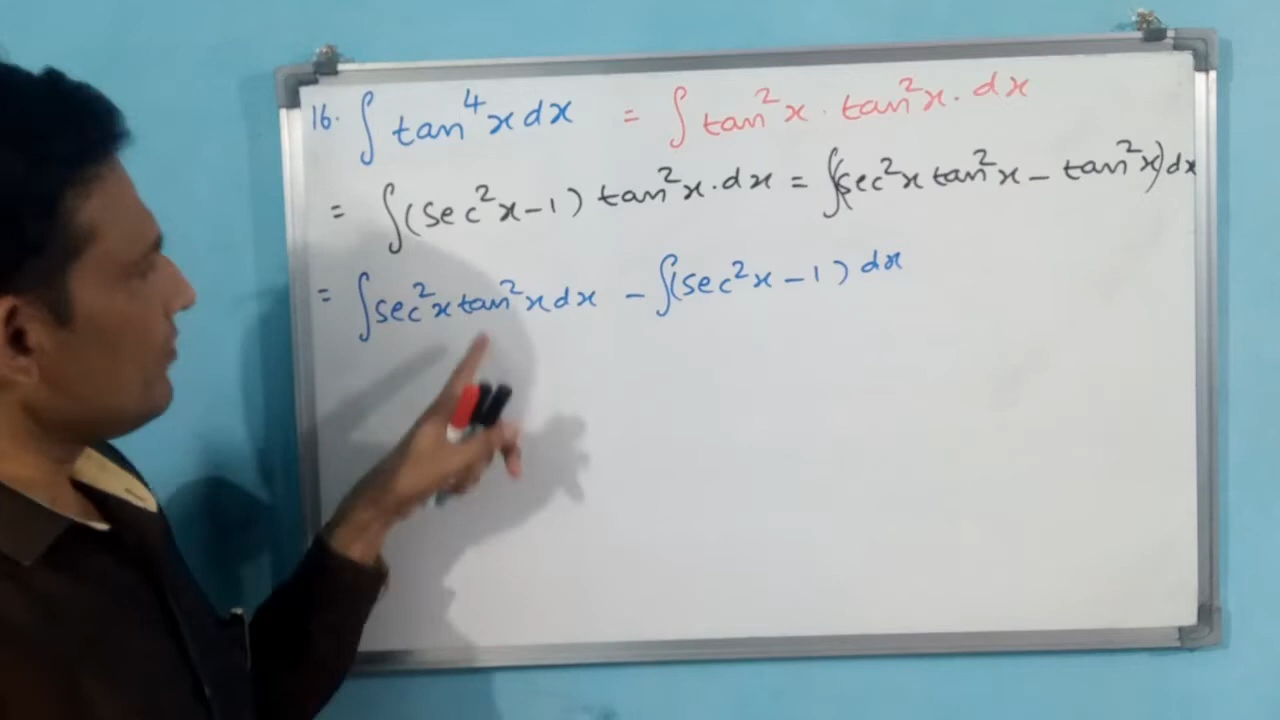 16. ∫ tan⁴x dx = ∫ tan²x · tan²x · dx
= ∫(sec²x-1) tan²x · dx = ∫(sec²x tan²x - tan²x) dx
= ∫sec²x tan²x dx - ∫(sec²x - 1) dx